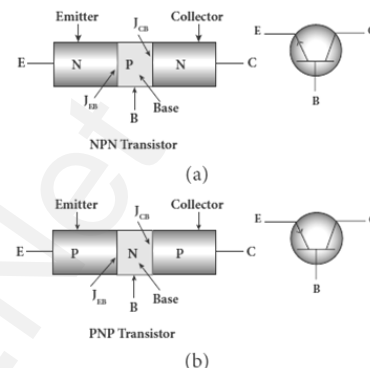 Emitter
J_CB
Collector
E
N
P
N
C
J_EB
Base
B
NPN Transistor
E
B
(a)
Emitter
J_CB
Collector
E
P
N
P
C
J_EB
Base
B
PNP Transistor
E
B
(b)